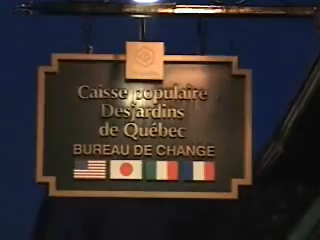 Caisse populaire
Desjardins
de Québec
BUREAU DE CHANGE